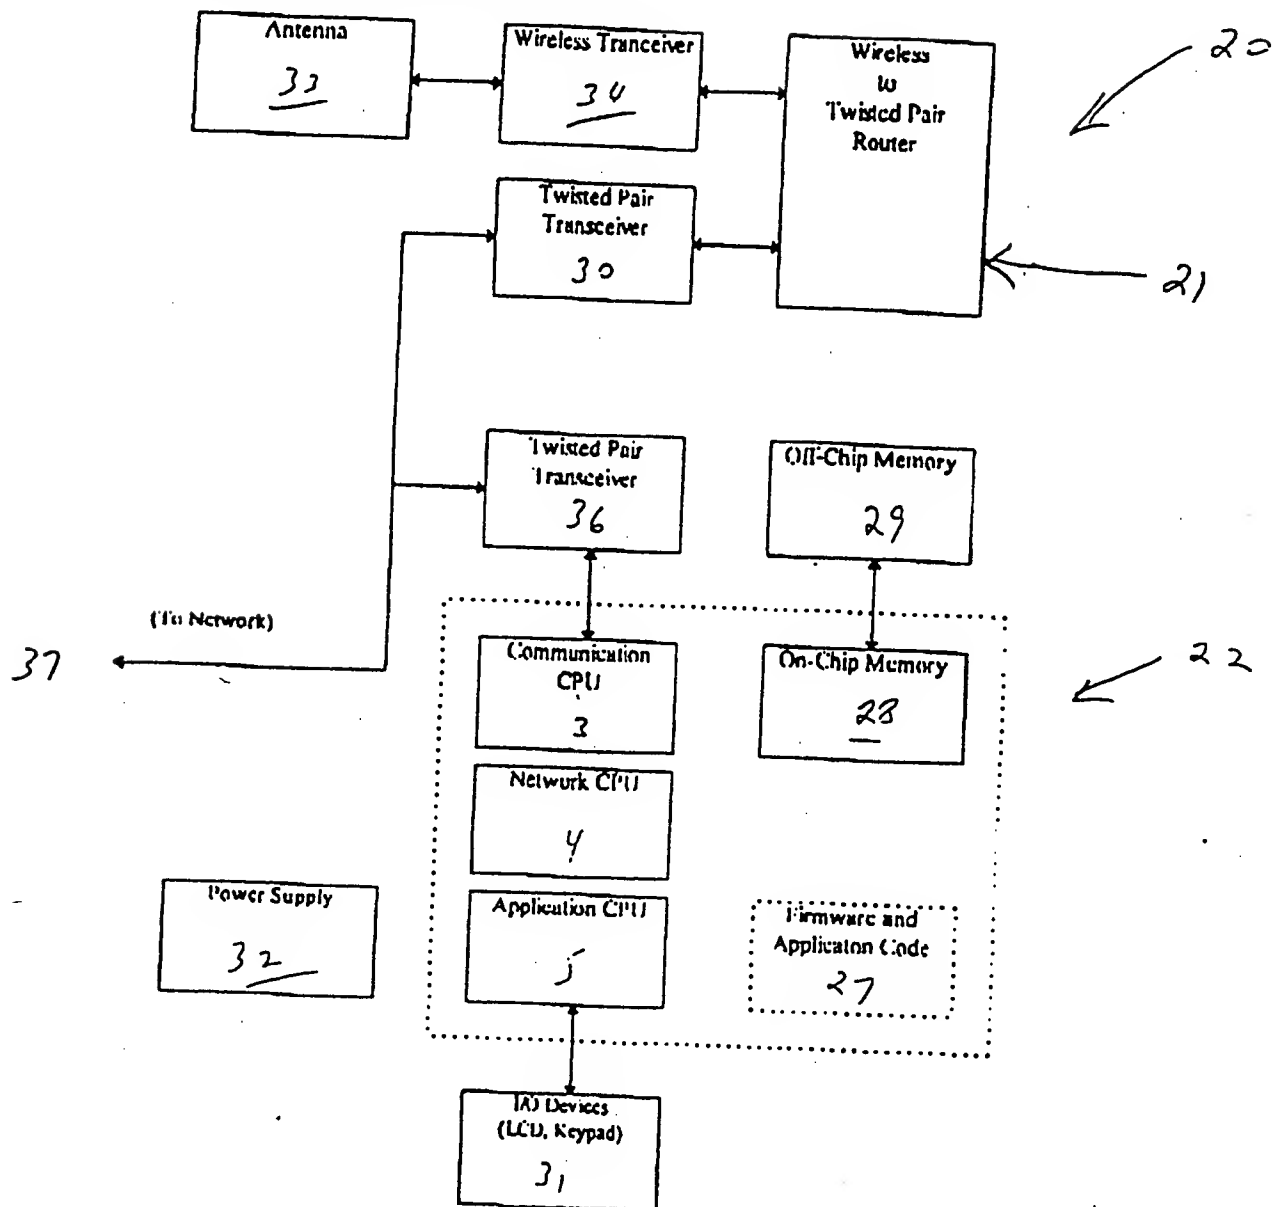 Antenna
33
Wireless Tranceiver
34
Wireless
to
Twisted Pair
Router
20
Twisted Pair
Transceiver
30
21
Twisted Pair
Transceiver
36
Off-Chip Memory
29
(To Network)
37
Communication
CPU
3
On-Chip Memory
28
22
Network CPU
4
Power Supply
32
Application CPU
5
Firmware and
Applicaton Code
27
I/O Devices
(LCD, Keypad)
31